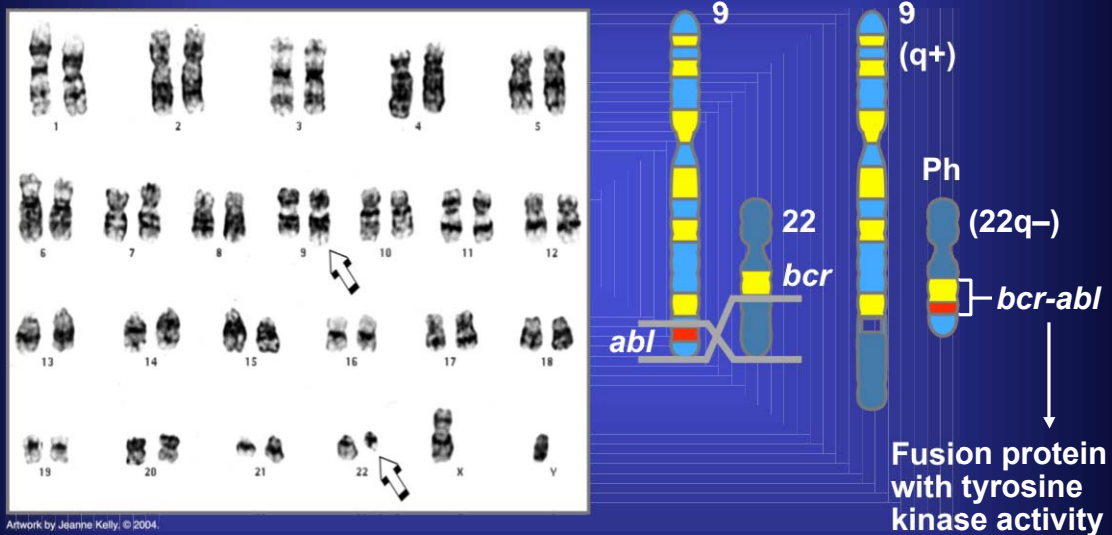 1 2 3 4 5
6 7 8 9 10 11 12
13 14 15 16 17 18
19 20 21 22 X Y
Artwork by Jeanne Kelly. © 2004.
9
22
bcr
abl
9
(q+)
Ph
(22q–)
bcr-abl
Fusion protein
with tyrosine
kinase activity